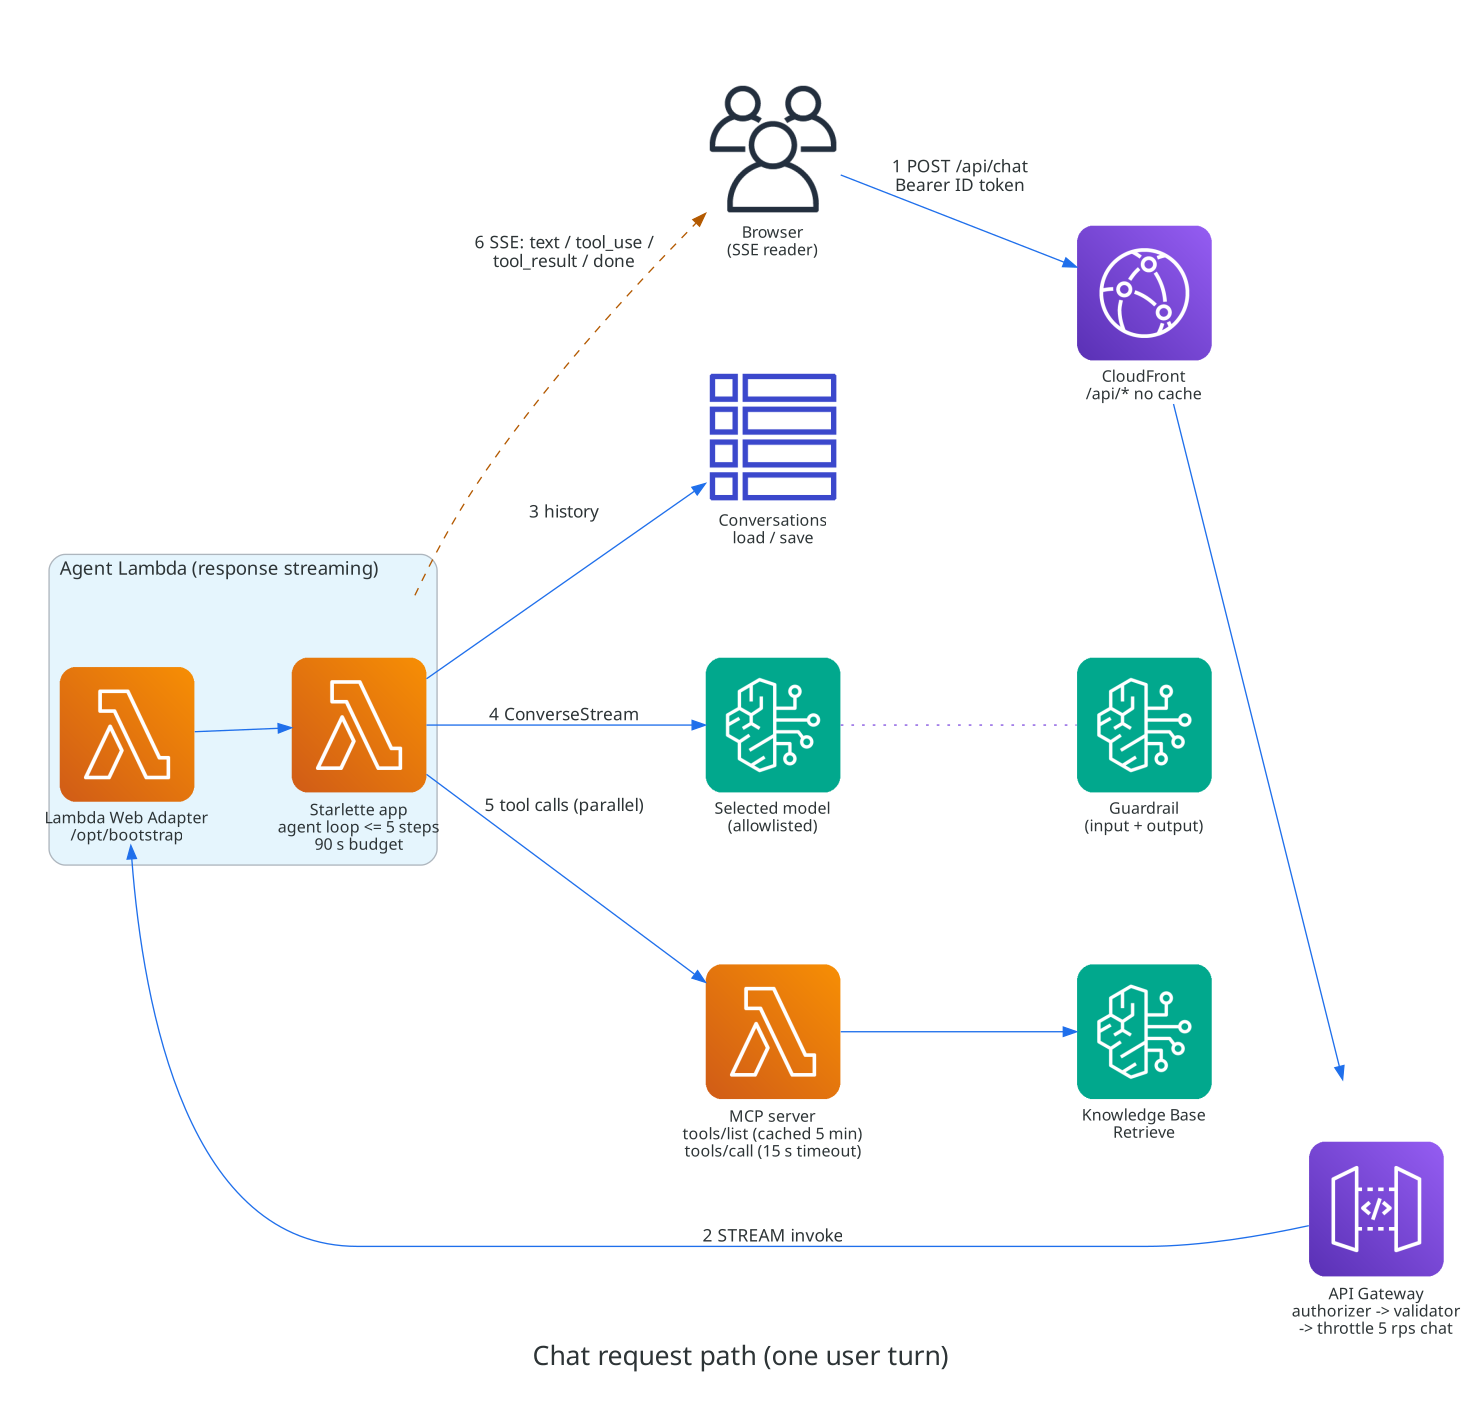 1 POST /api/chat
Bearer ID token
Browser
(SSE reader)
6 SSE: text / tool_use /
tool_result / done
CloudFront
/api/* no cache
3 history
Conversations
load / save
Agent Lambda (response streaming)
4 ConverseStream
Lambda Web Adapter
/opt/bootstrap
Starlette app
agent loop <= 5 steps
90 s budget
5 tool calls (parallel)
Selected model
(allowlisted)
Guardrail
(input + output)
MCP server
tools/list (cached 5 min)
tools/call (15 s timeout)
Knowledge Base
Retrieve
2 STREAM invoke
API Gateway
authorizer -> validator
-> throttle 5 rps chat
Chat request path (one user turn)